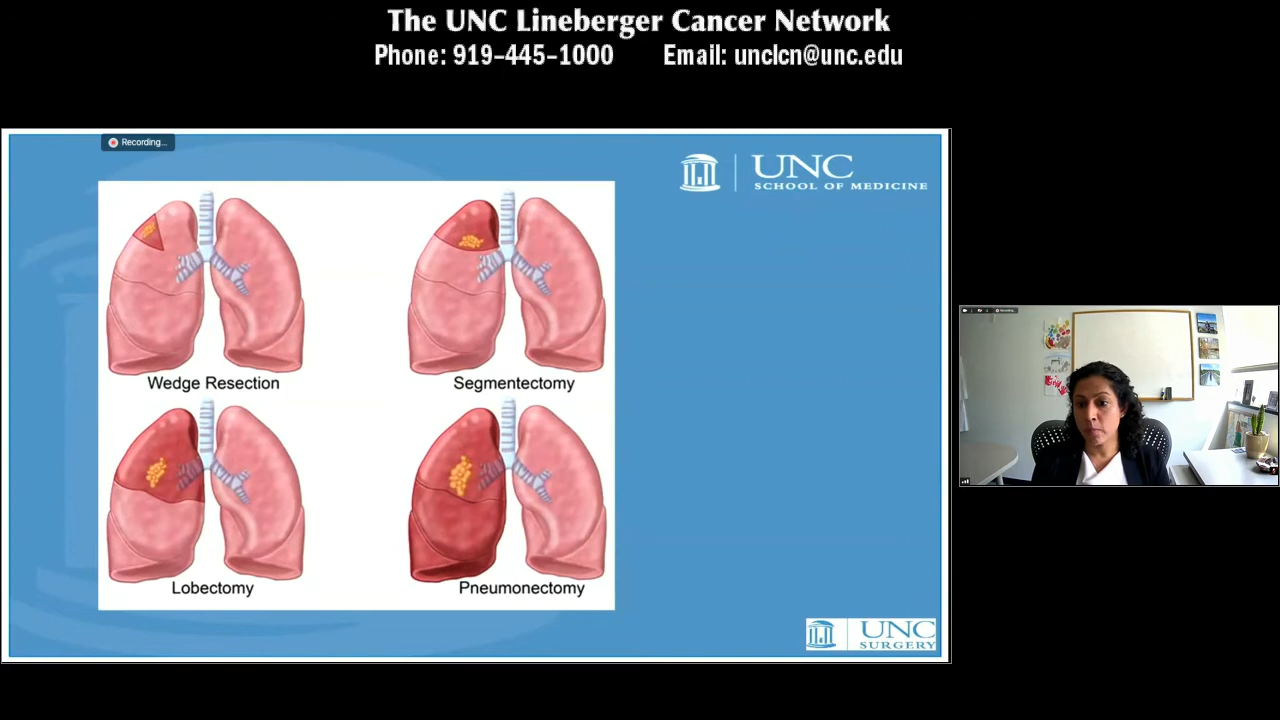 The UNC Lineberger Cancer Network
Phone: 919-445-1000 Email: unclcn@unc.edu
Recording...
UNC
SCHOOL OF MEDICINE
Wedge Resection
Segmentectomy
Lobectomy
Pneumonectomy
UNC
SURGERY